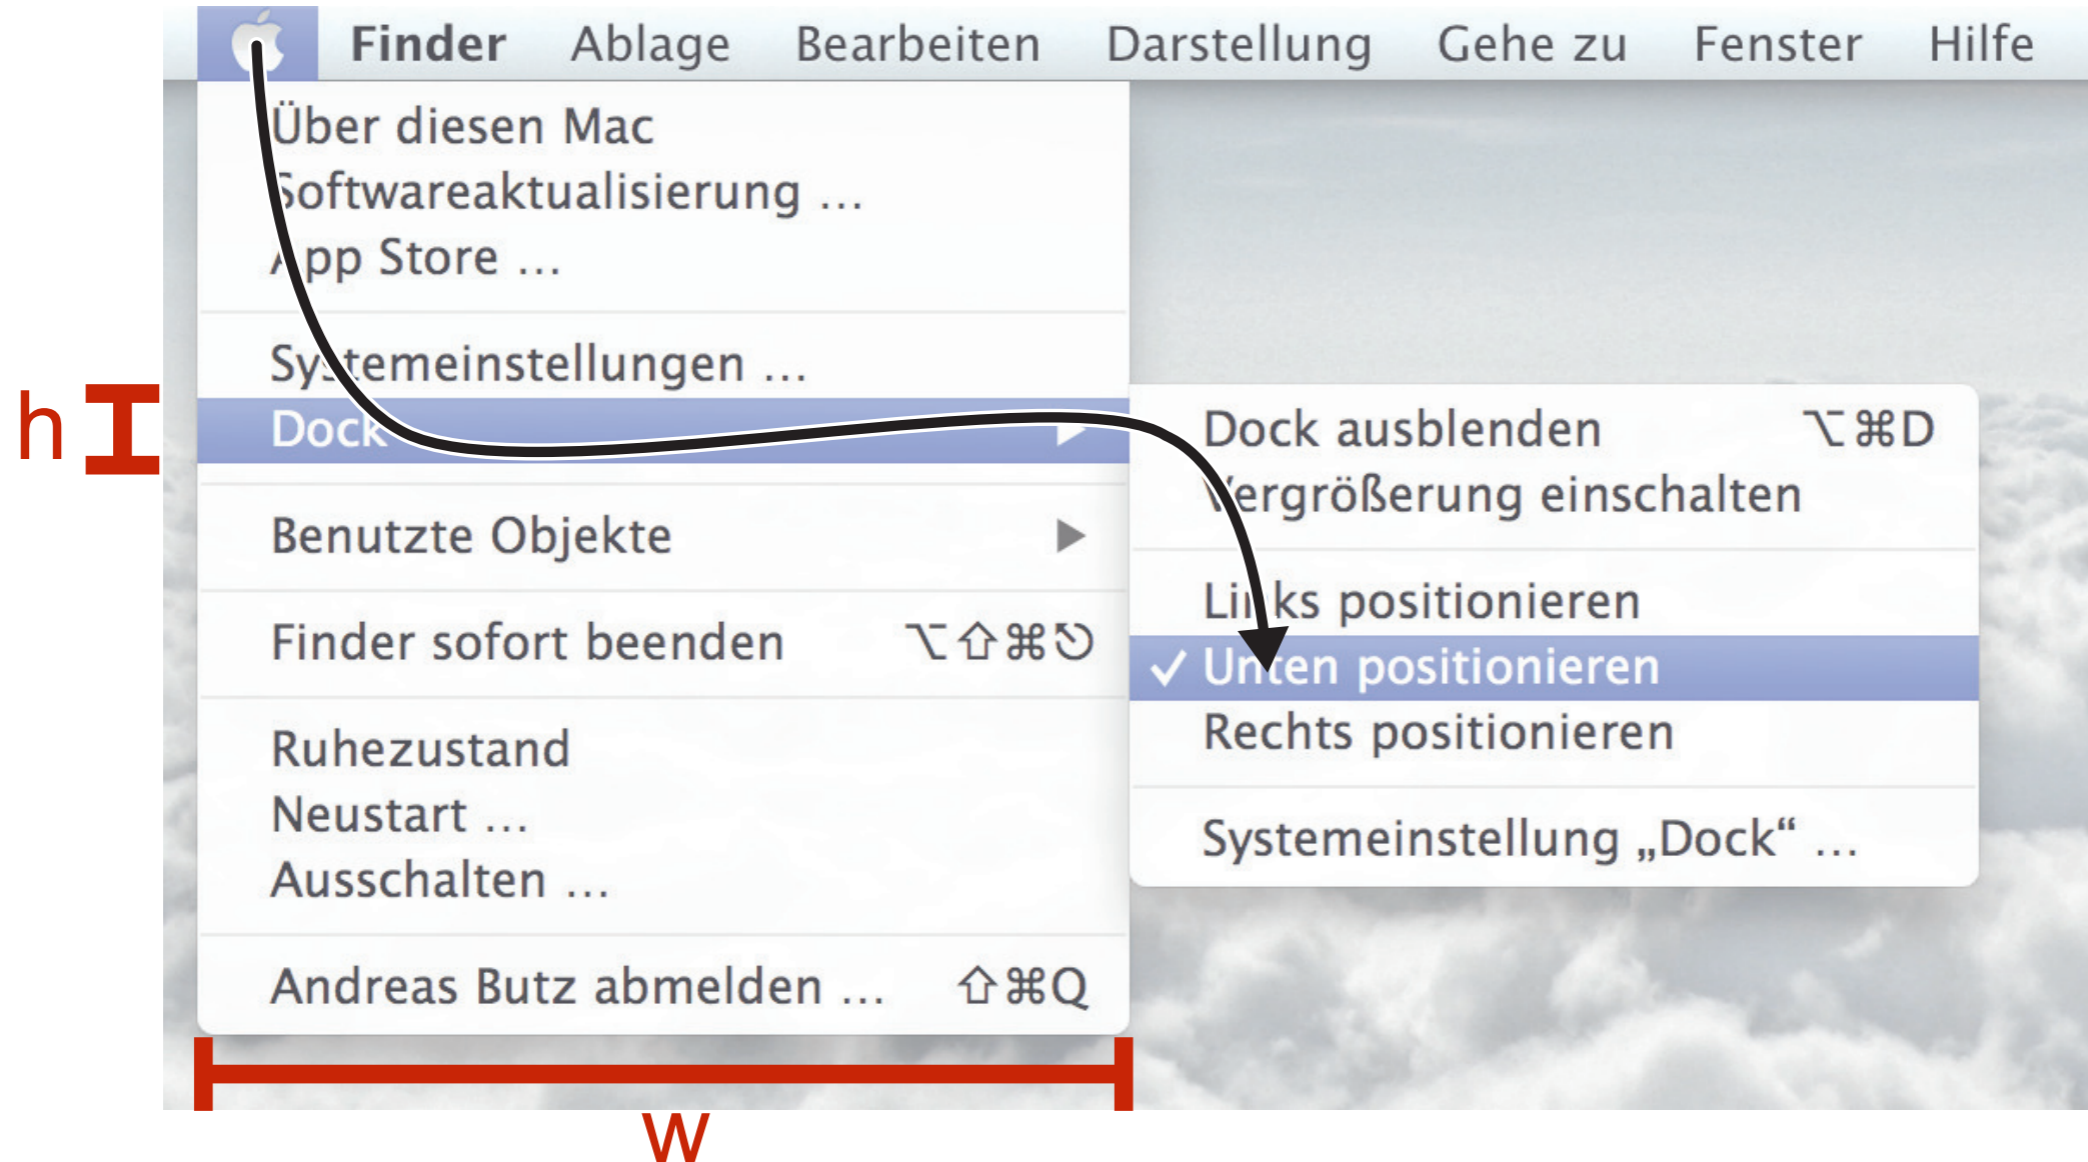 Finder Ablage Bearbeiten Darstellung Gehe zu Fenster Hilfe
Über diesen Mac
Softwareaktualisierung …
App Store …
Systemeinstellungen …
Dock
Benutzte Objekte
Finder sofort beenden ⌥⇧⌘⎋
Ruhezustand
Neustart …
Ausschalten …
Andreas Butz abmelden … ⇧⌘Q
Dock ausblenden ⌥⌘D
Vergrößerung einschalten
Links positionieren
✓ Unten positionieren
Rechts positionieren
Systemeinstellung „Dock“ …
h
w